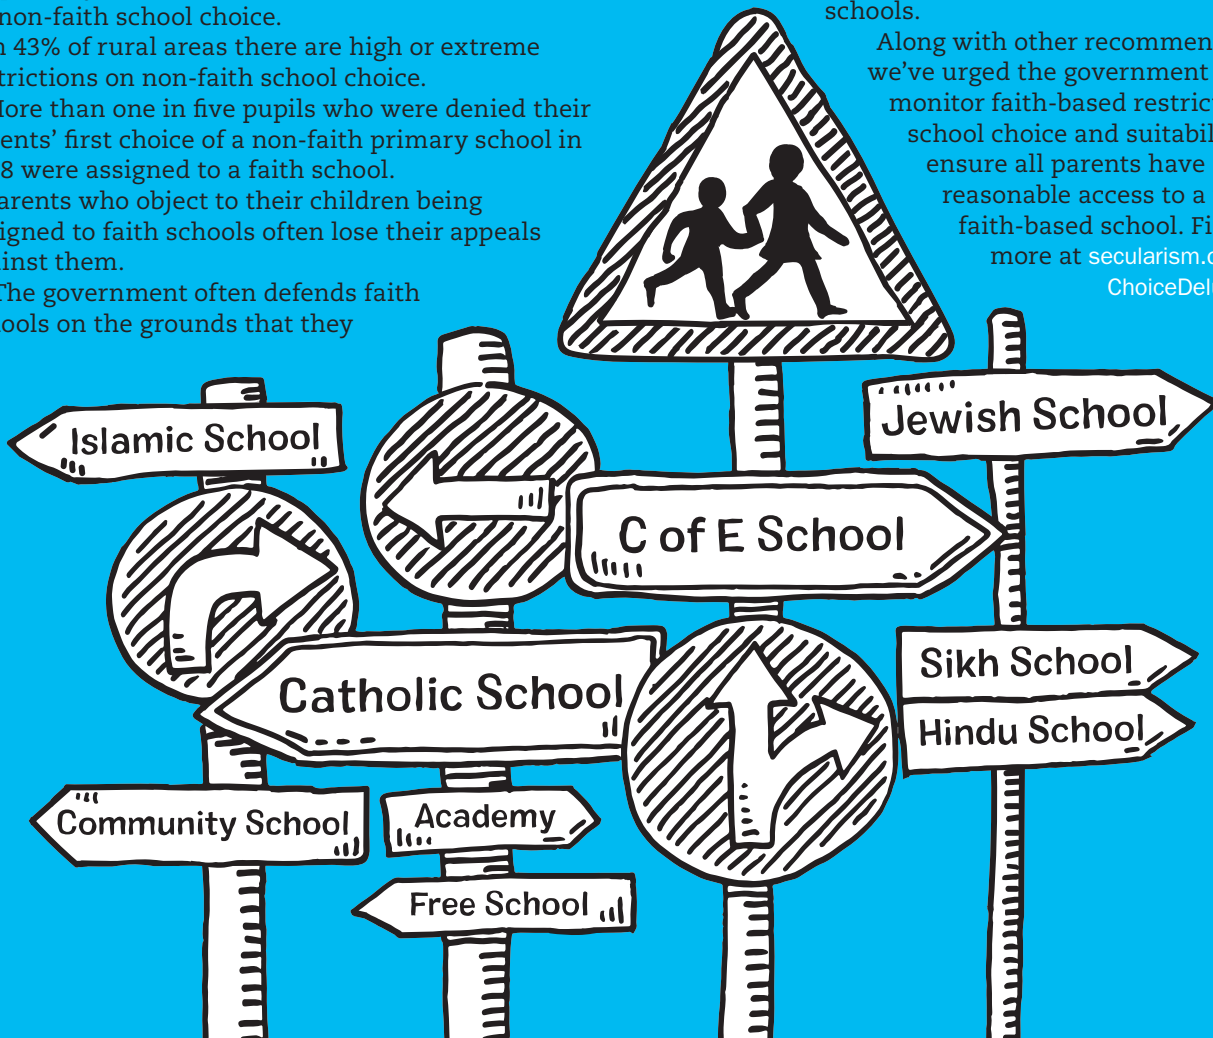 non-faith school choice.
43% of rural areas there are high or extreme
trictions on non-faith school choice.
ore than one in five pupils who were denied their
ents’ first choice of a non-faith primary school in
8 were assigned to a faith school.
arents who object to their children being
igned to faith schools often lose their appeals
inst them.
The government often defends faith
ools on the grounds that they
schools.
Along with other recommen
we’ve urged the government
monitor faith-based restric
school choice and suitabil
ensure all parents have
reasonable access to a
faith-based school. Fi
more at secularism.o
ChoiceDel
Islamic School
Jewish School
C of E School
Catholic School
Sikh School
Hindu School
Community School
Academy
Free School